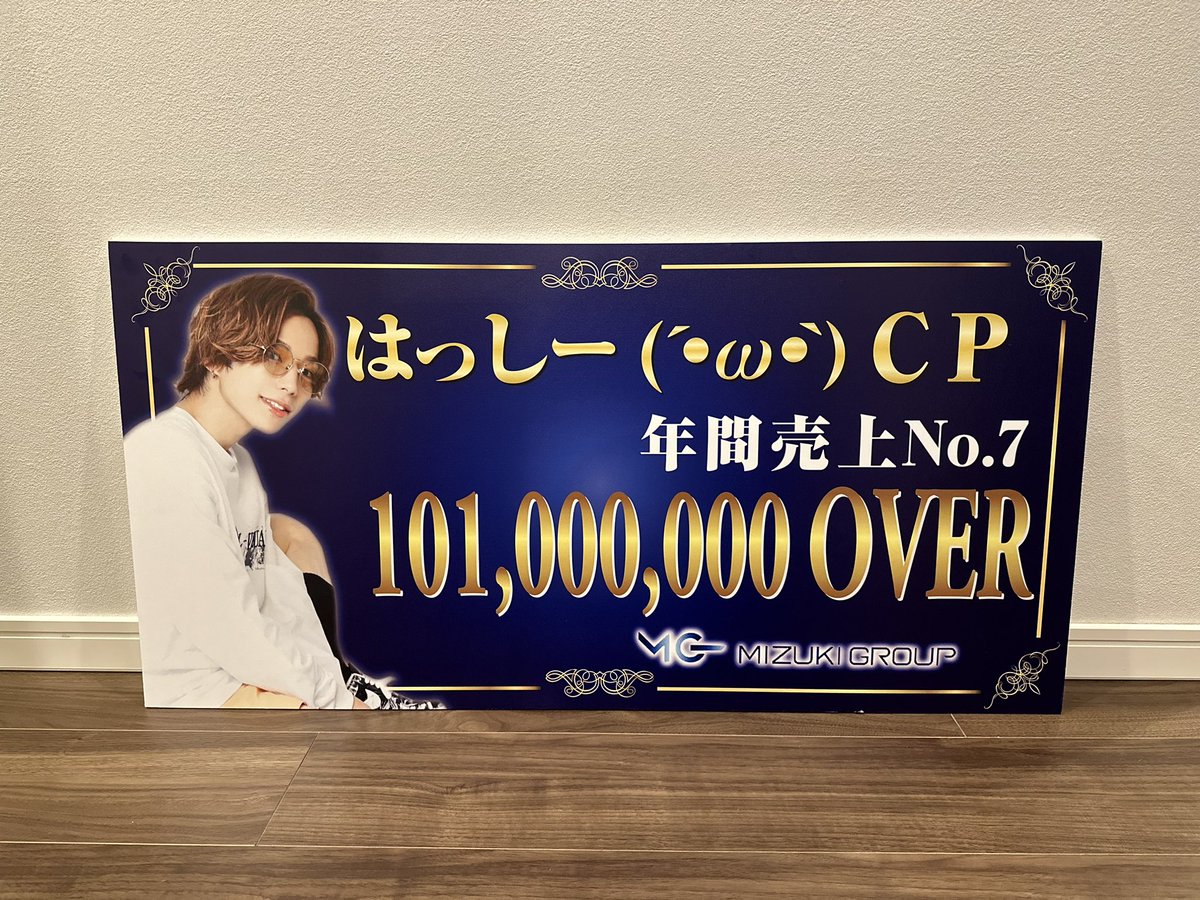 はっしー(´•ω•`) CP
年間売上No.7
101,000,000 OVER
MG MIZUKI GROUP